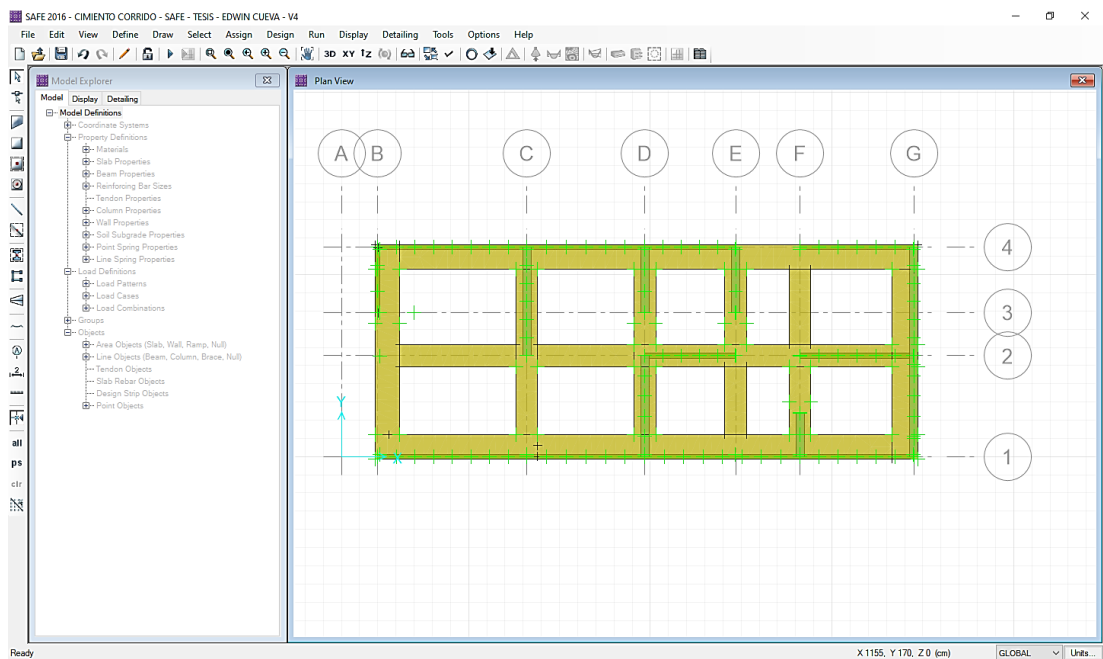 SAFE 2016 - CIMIENTO CORRIDO - SAFE - TESIS - EDWIN CUEVA - V4
File Edit View Define Draw Select Assign Design Run Display Detailing Tools Options Help
3D XY
Model Explorer
Model Display Detailing
Model Definitions
Coordinate Systems
Property Definitions
Materials
Slab Properties
Beam Properties
Reinforcing Bar Sizes
Tendon Properties
Column Properties
Wall Properties
Soil Subgrade Properties
Point Spring Properties
Line Spring Properties
Load Definitions
Load Patterns
Load Cases
Load Combinations
Groups
Objects
Area Objects (Slab, Wall, Ramp, Null)
Line Objects (Beam, Column, Brace, Null)
Tendon Objects
Slab Rebar Objects
Design Strip Objects
Point Objects
all
ps
clr
Plan View
A B C D E F G
4
3
2
1
Y
X
Ready
X 1155, Y 170, Z 0 (cm)
GLOBAL
Units...